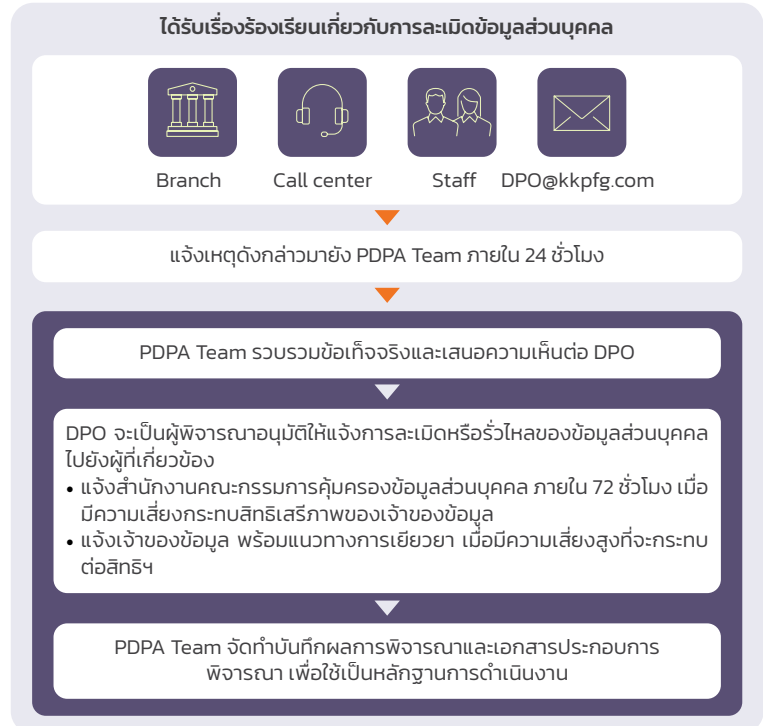 ได้รับเรื่องร้องเรียนเกี่ยวกับการละเมิดข้อมูลส่วนบุคคล
Branch Call center Staff DPO@kkpfg.com
แจ้งเหตุดังกล่าวมายัง PDPA Team ภายใน 24 ชั่วโมง
PDPA Team รวบรวมข้อเท็จจริงและเสนอความเห็นต่อ DPO
DPO จะเป็นผู้พิจารณาอนุมัติให้แจ้งการละเมิดหรือรั่วไหลของข้อมูลส่วนบุคคล
ไปยังผู้ที่เกี่ยวข้อง
• แจ้งสำนักงานคณะกรรมการคุ้มครองข้อมูลส่วนบุคคล ภายใน 72 ชั่วโมง เมื่อ
มีความเสี่ยงกระทบสิทธิเสรีภาพของเจ้าของข้อมูล
• แจ้งเจ้าของข้อมูล พร้อมแนวทางการเยียวยา เมื่อมีความเสี่ยงสูงที่จะกระทบ
ต่อสิทธิฯ
PDPA Team จัดทำบันทึกผลการพิจารณาและเอกสารประกอบการ
พิจารณา เพื่อใช้เป็นหลักฐานการดำเนินงาน